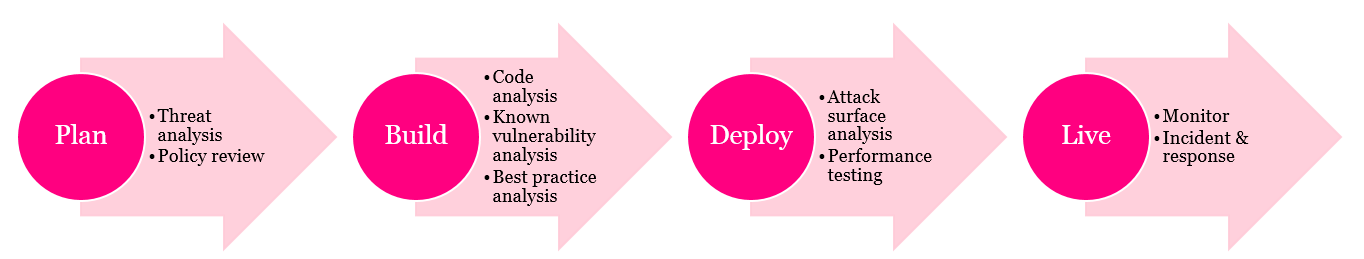 Plan
• Threat
analysis
• Policy review
Build
• Code
analysis
• Known
vulnerability
analysis
• Best practice
analysis
Deploy
• Attack
surface
analysis
• Performance
testing
Live
• Monitor
• Incident &
response